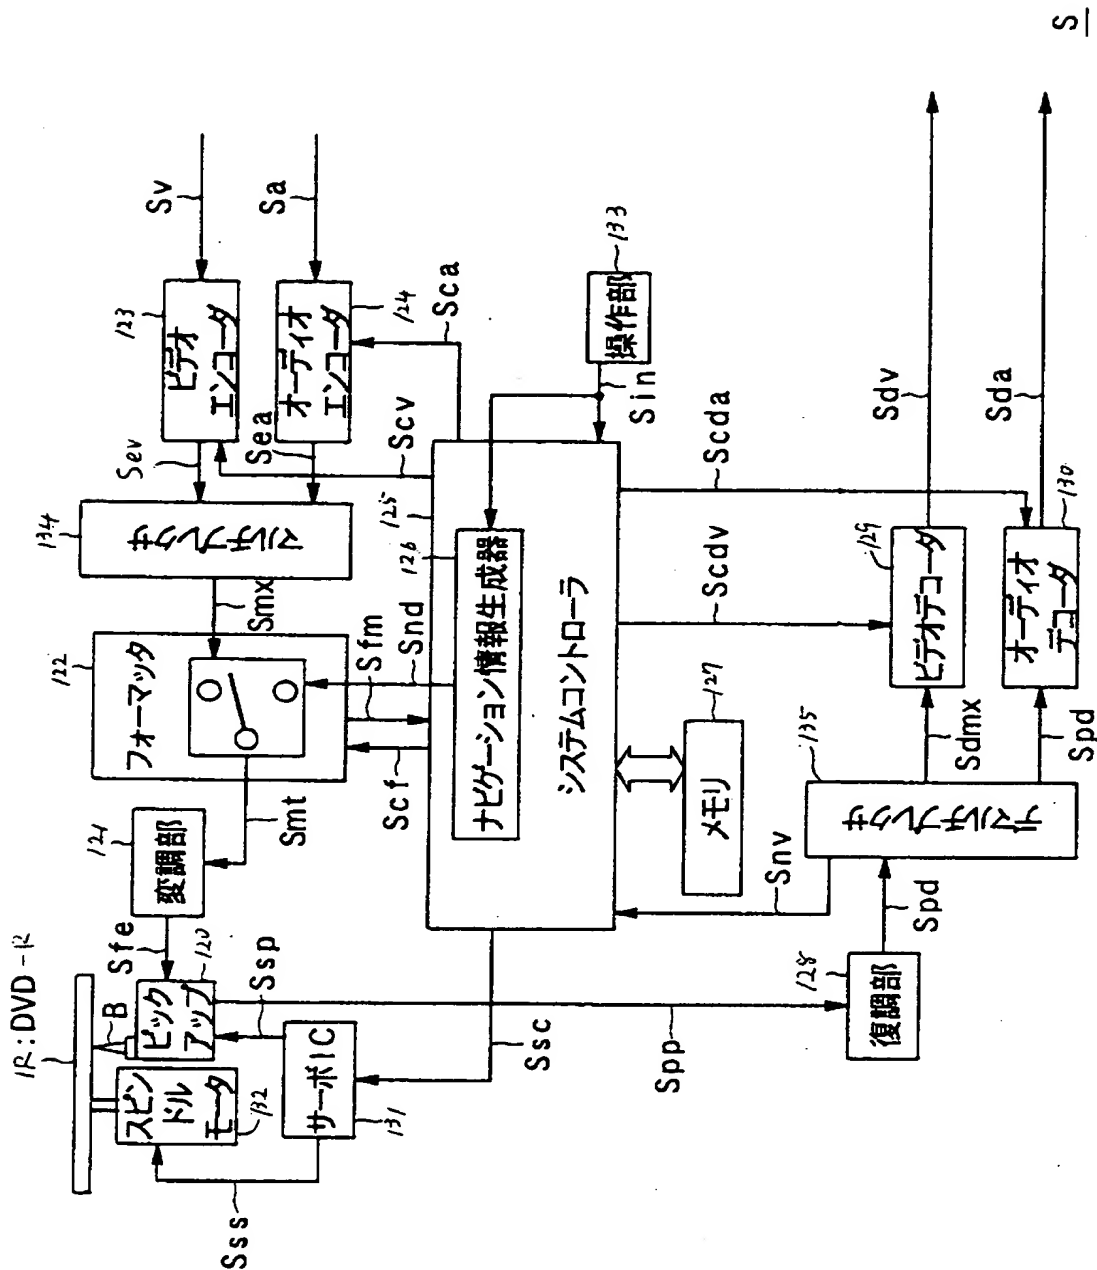 S
1R:DVD-R
B
スピン
ドル
モータ
132
ピック
アップ
120
Sss
サーボIC
131
Ssp
Sfe
変調部
121
Smt
フォーマッタ
122
Smx
マルチプレクサ
134
Sev
Sea
ビデオ
エンコーダ
123
Sv
オーディオ
エンコーダ
124
Sa
Scf
Sfm
Snd
Scv
Sca
125
126
ナビゲーション情報生成器
システムコントローラ
Sin
操作部
133
Ssc
Spp
メモリ
127
Snv
Scdv
Scda
復調部
128
Spd
デマルチプレクサ
135
Sdmx
Spd
ビデオデコーダ
129
オーディオ
デコーダ
130
Sdv
Sda